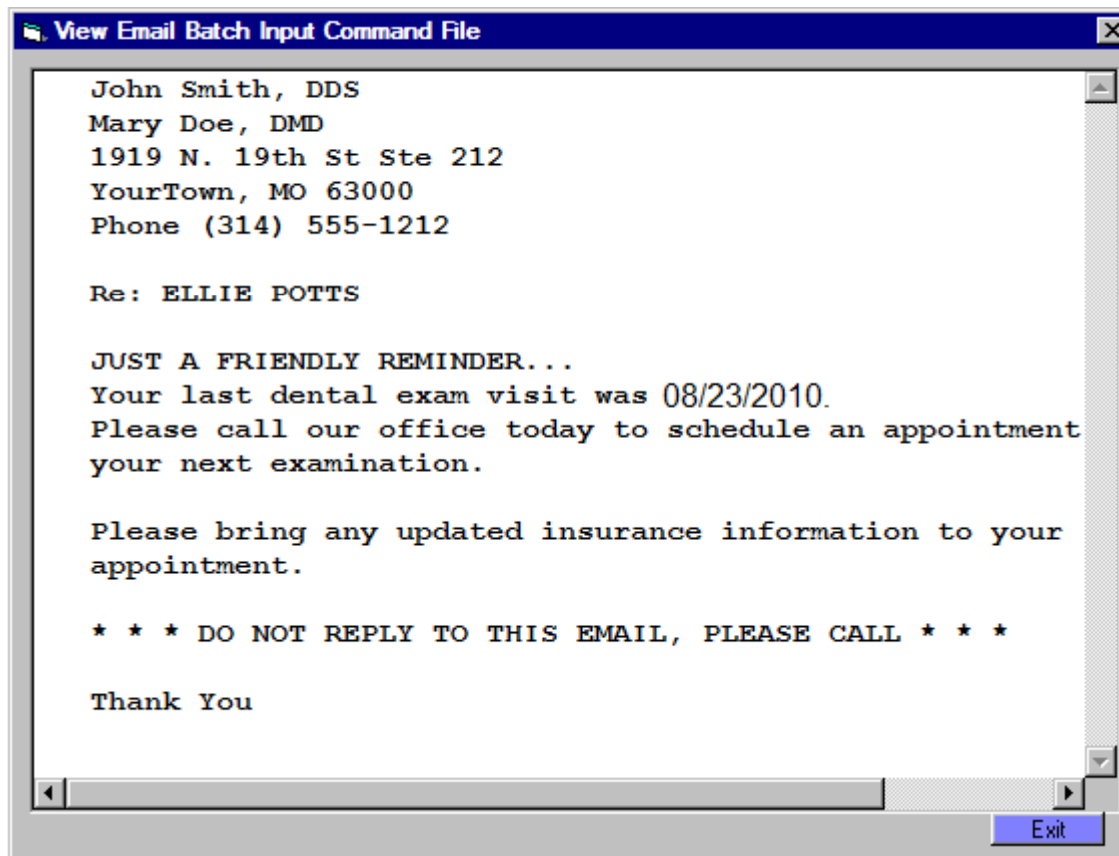 View Email Batch Input Command File
John Smith, DDS
Mary Doe, DMD
1919 N. 19th St Ste 212
YourTown, MO 63000
Phone (314) 555-1212
Re: ELLIE POTTS
JUST A FRIENDLY REMINDER...
Your last dental exam visit was 08/23/2010.
Please call our office today to schedule an appointment
your next examination.
Please bring any updated insurance information to your
appointment.
* * * DO NOT REPLY TO THIS EMAIL, PLEASE CALL * * *
Thank You
Exit